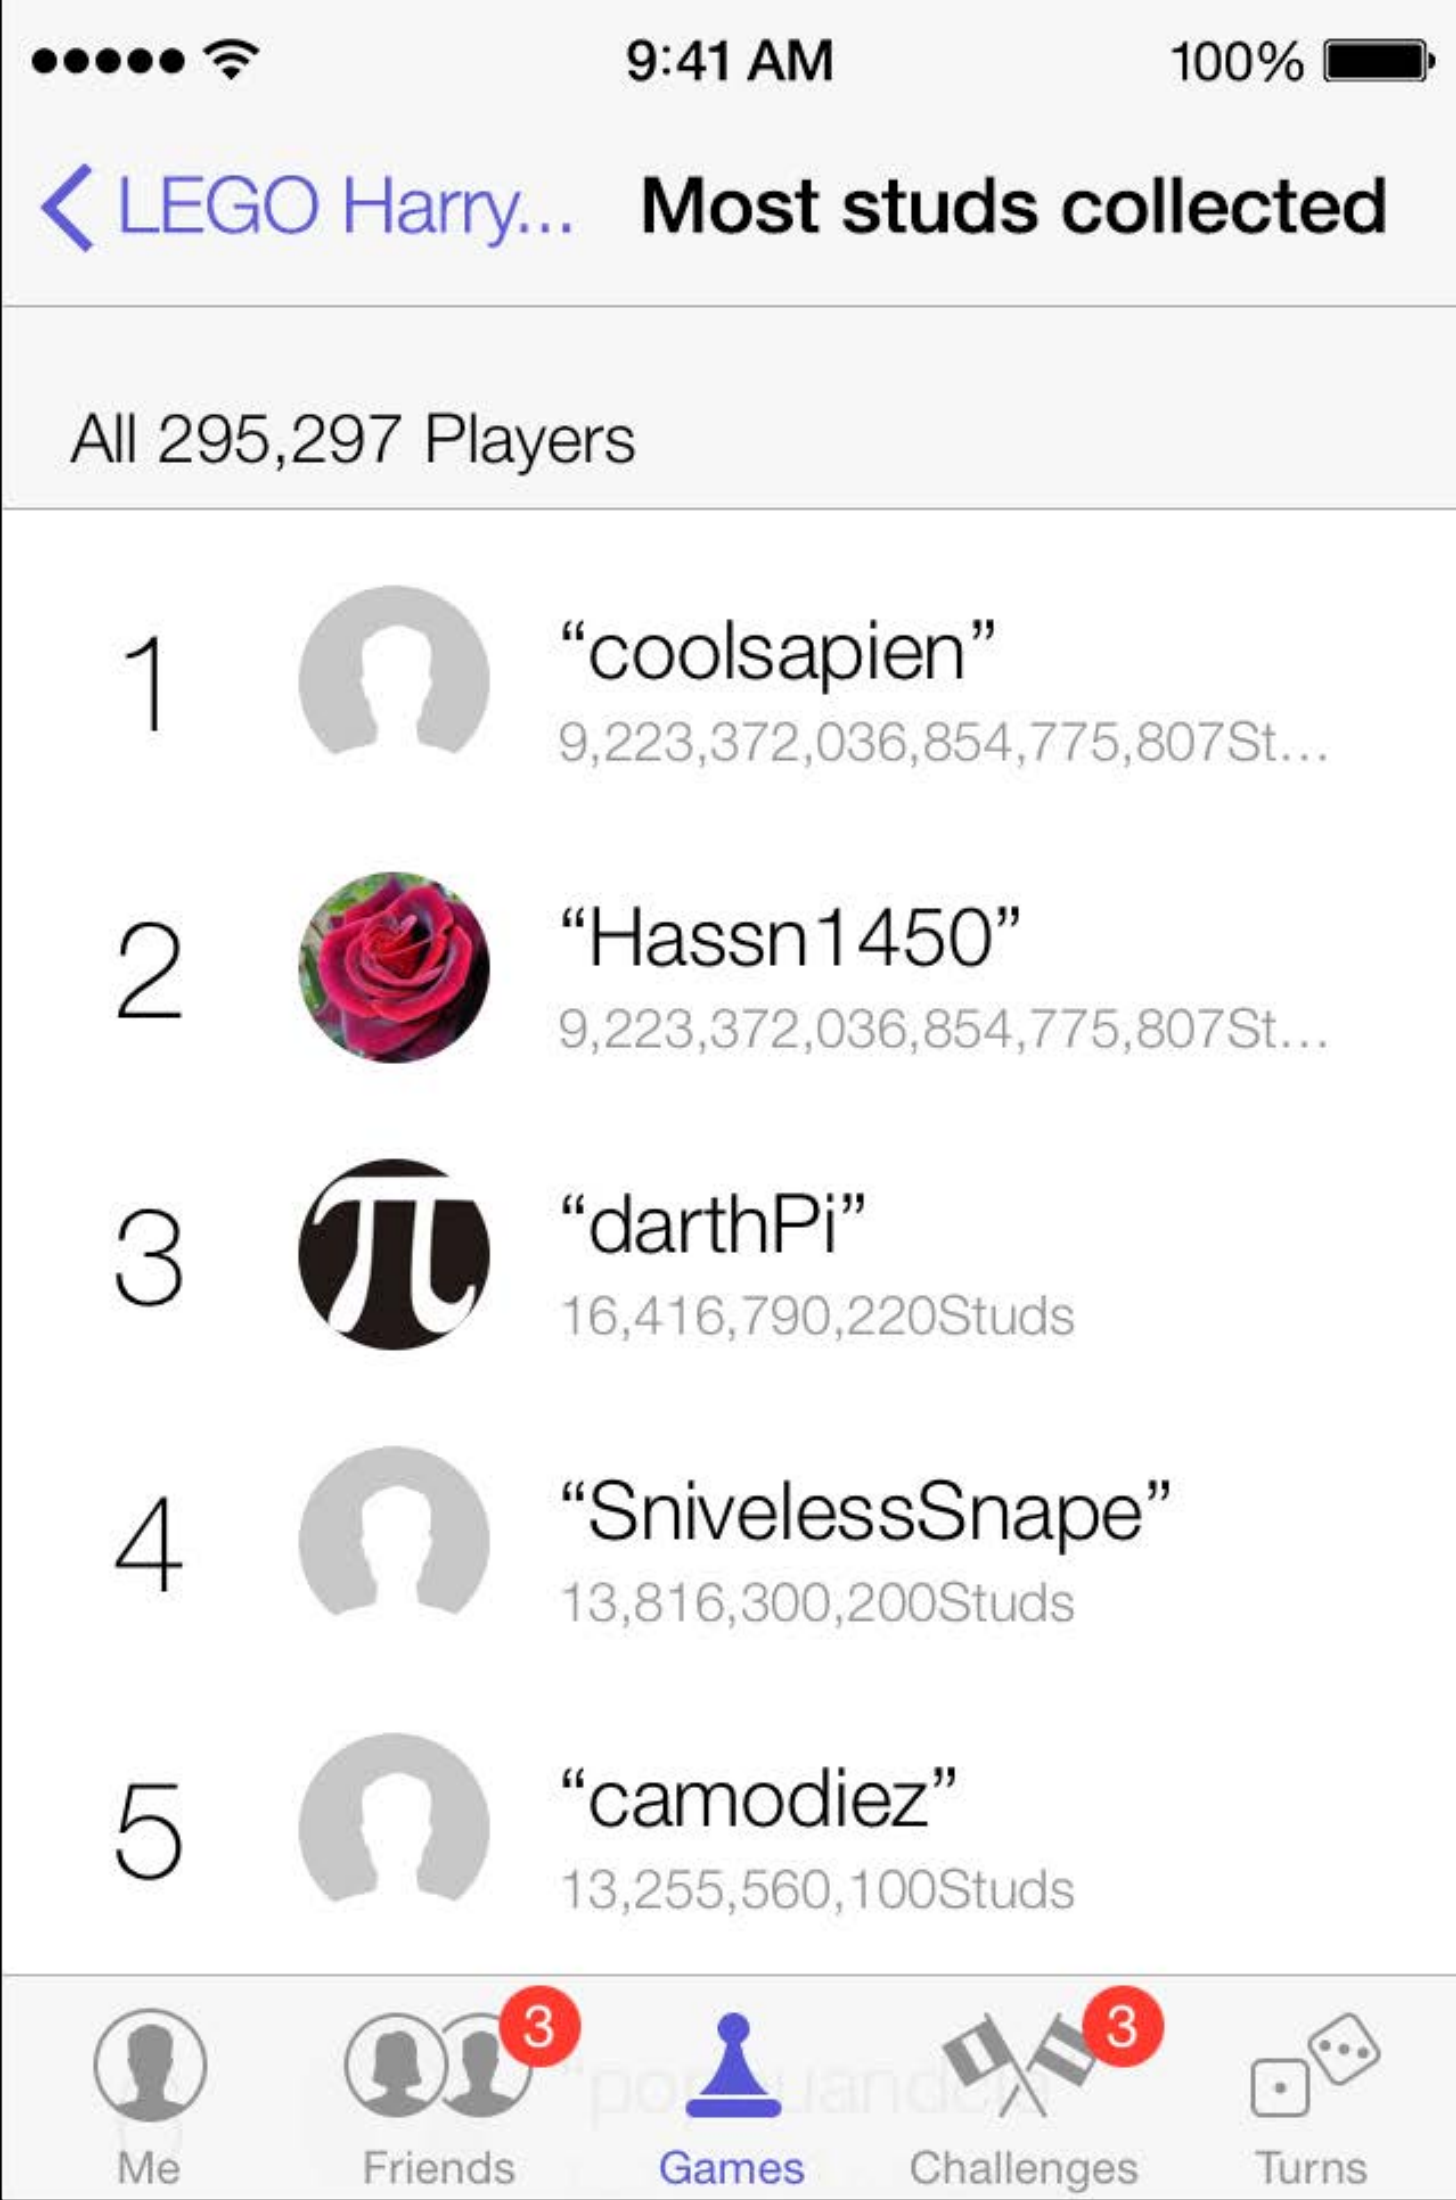 9:41 AM 100%
LEGO Harry... Most studs collected
All 295,297 Players
1
“coolsapien”
9,223,372,036,854,775,807St...
2
“Hassn1450”
9,223,372,036,854,775,807St...
3
“darthPi”
16,416,790,220Studs
4
“SnivelessSnape”
13,816,300,200Studs
5
“camodiez”
13,255,560,100Studs
3 3
Me Friends Games Challenges Turns